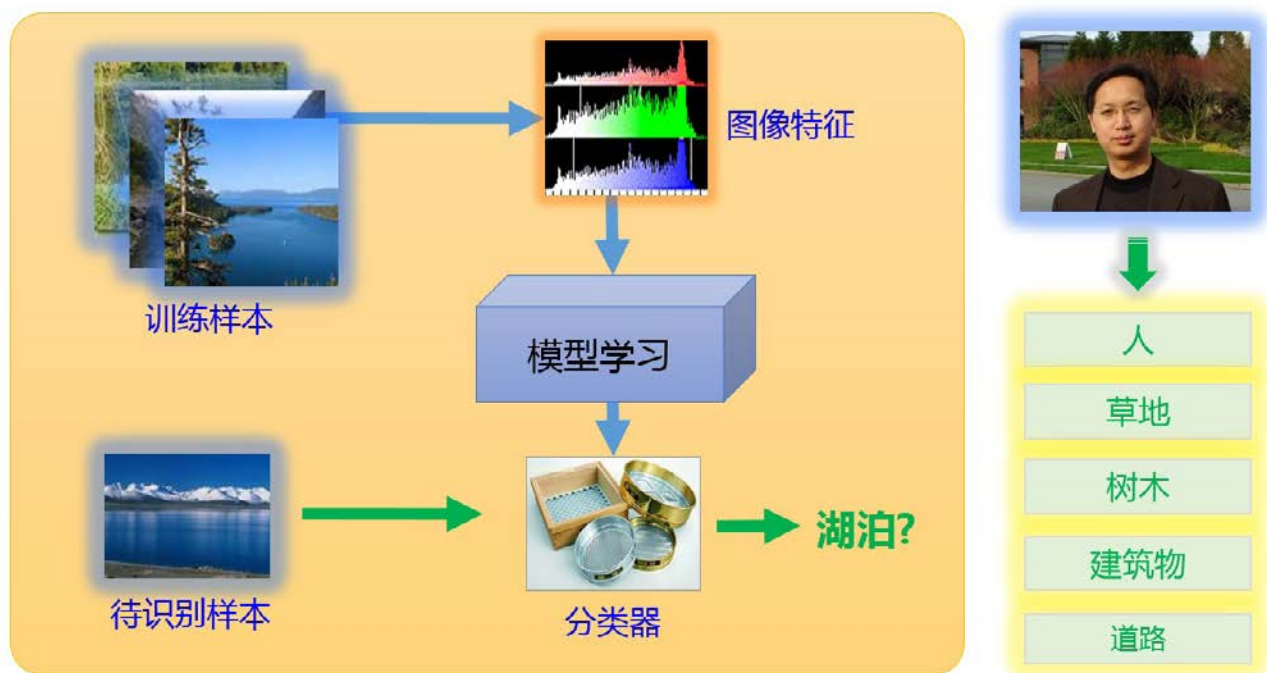 图像特征
训练样本
模型学习
待识别样本
分类器
湖泊?
人
草地
树木
建筑物
道路